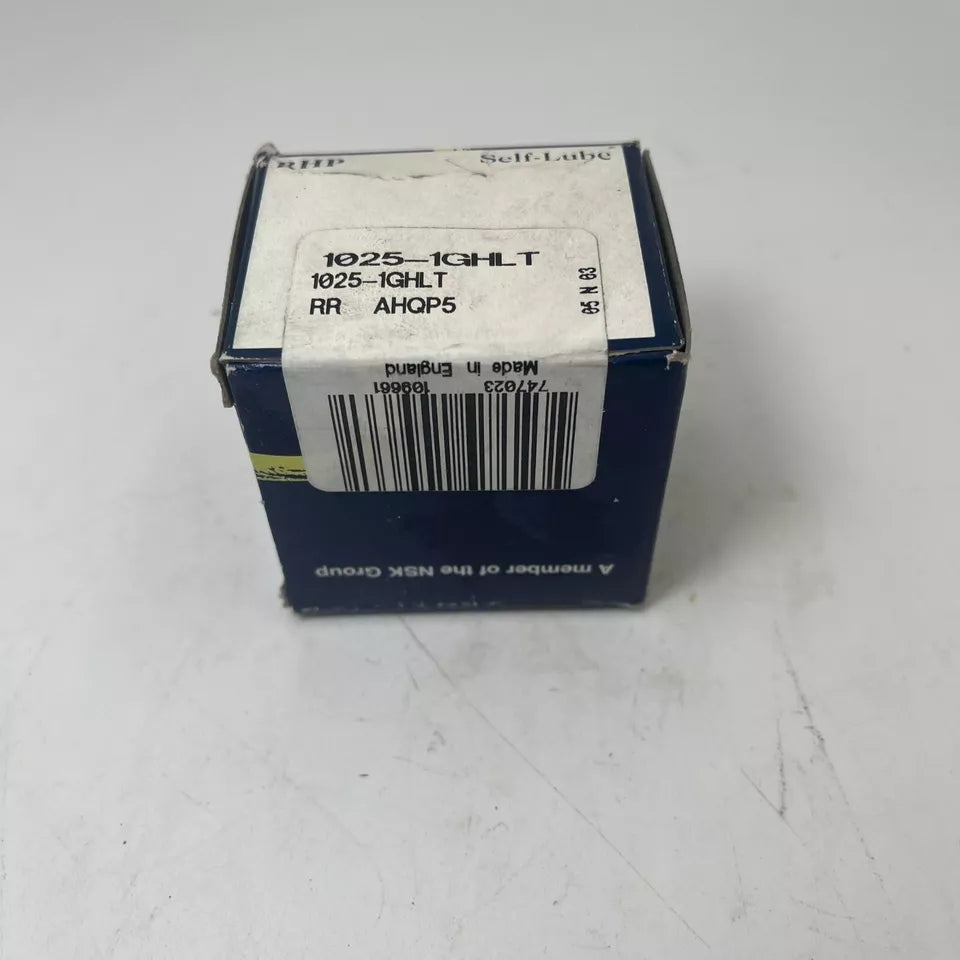 RHP Self-Lube
1025-1GHLT
1025-1GHLT
RR AHQP5
05 N 03
Made in England
747023 109661
A member of the NSK Group